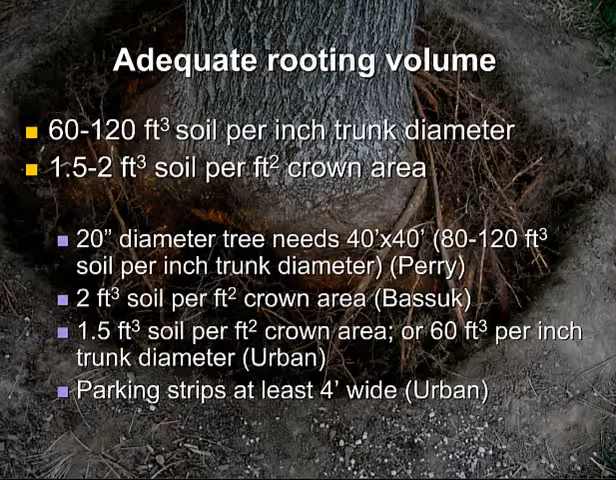 Adequate rooting volume
60-120 ft³ soil per inch trunk diameter
1.5-2 ft³ soil per ft² crown area
20” diameter tree needs 40’x40’ (80-120 ft³
soil per inch trunk diameter) (Perry)
2 ft³ soil per ft² crown area (Bassuk)
1.5 ft³ soil per ft² crown area; or 60 ft³ per inch
trunk diameter (Urban)
Parking strips at least 4’ wide (Urban)